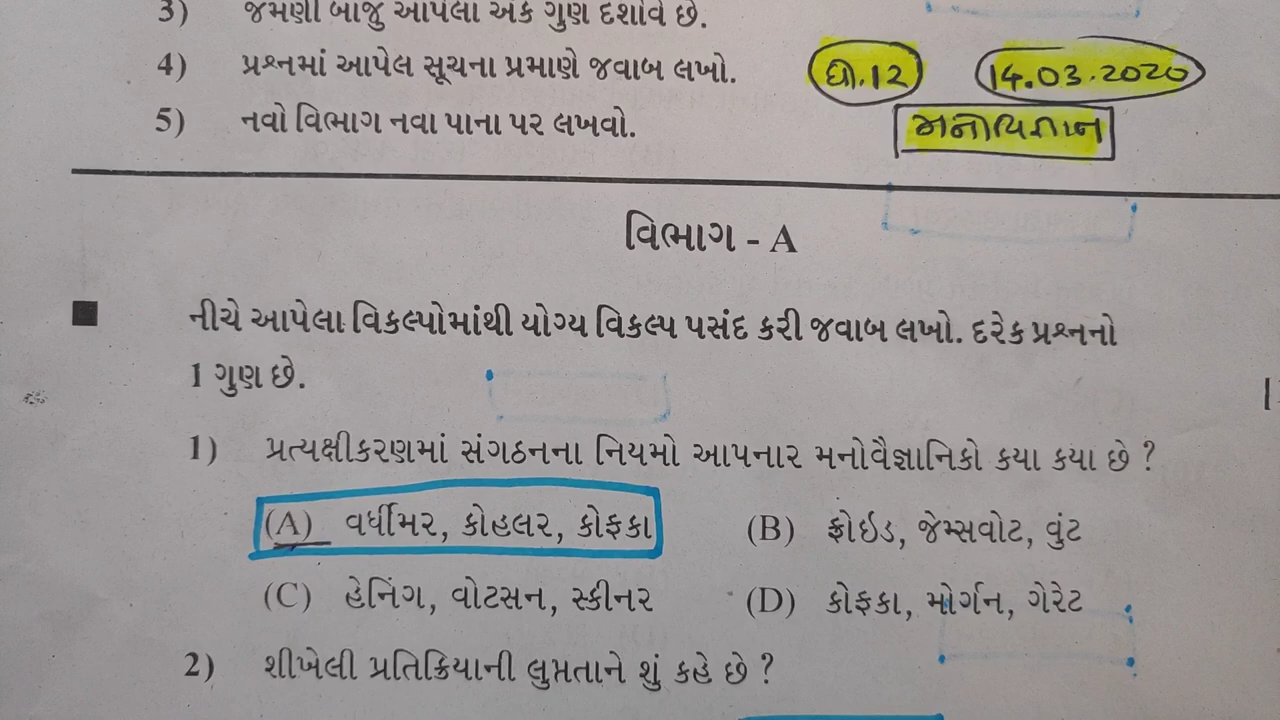 3) જમણી બાજુ આપેલા અંક ગુણ દર્શાવે છે.
4) પ્રશ્નમાં આપેલ સૂચના પ્રમાણે જવાબ લખો.
ધો.12 14.03.2020
5) નવો વિભાગ નવા પાના પર લખવો.
મનોવિજ્ઞાન
વિભાગ - A
નીચે આપેલા વિકલ્પોમાંથી યોગ્ય વિકલ્પ પસંદ કરી જવાબ લખો. દરેક પ્રશ્નનો
1 ગુણ છે.
1) પ્રત્યક્ષીકરણમાં સંગઠનના નિયમો આપનાર મનોવૈજ્ઞાનિકો કયા કયા છે ?
(A) વર્ધીમર, કોહલર, કોફકા (B) ફ્રોઇડ, જેમ્સવોટ, વુંટ
(C) હેનિંગ, વોટસન, સ્કીનર (D) કોફકા, મોર્ગન, ગેરેટ
2) શીખેલી પ્રતિક્રિયાની લુપ્તતાને શું કહે છે ?